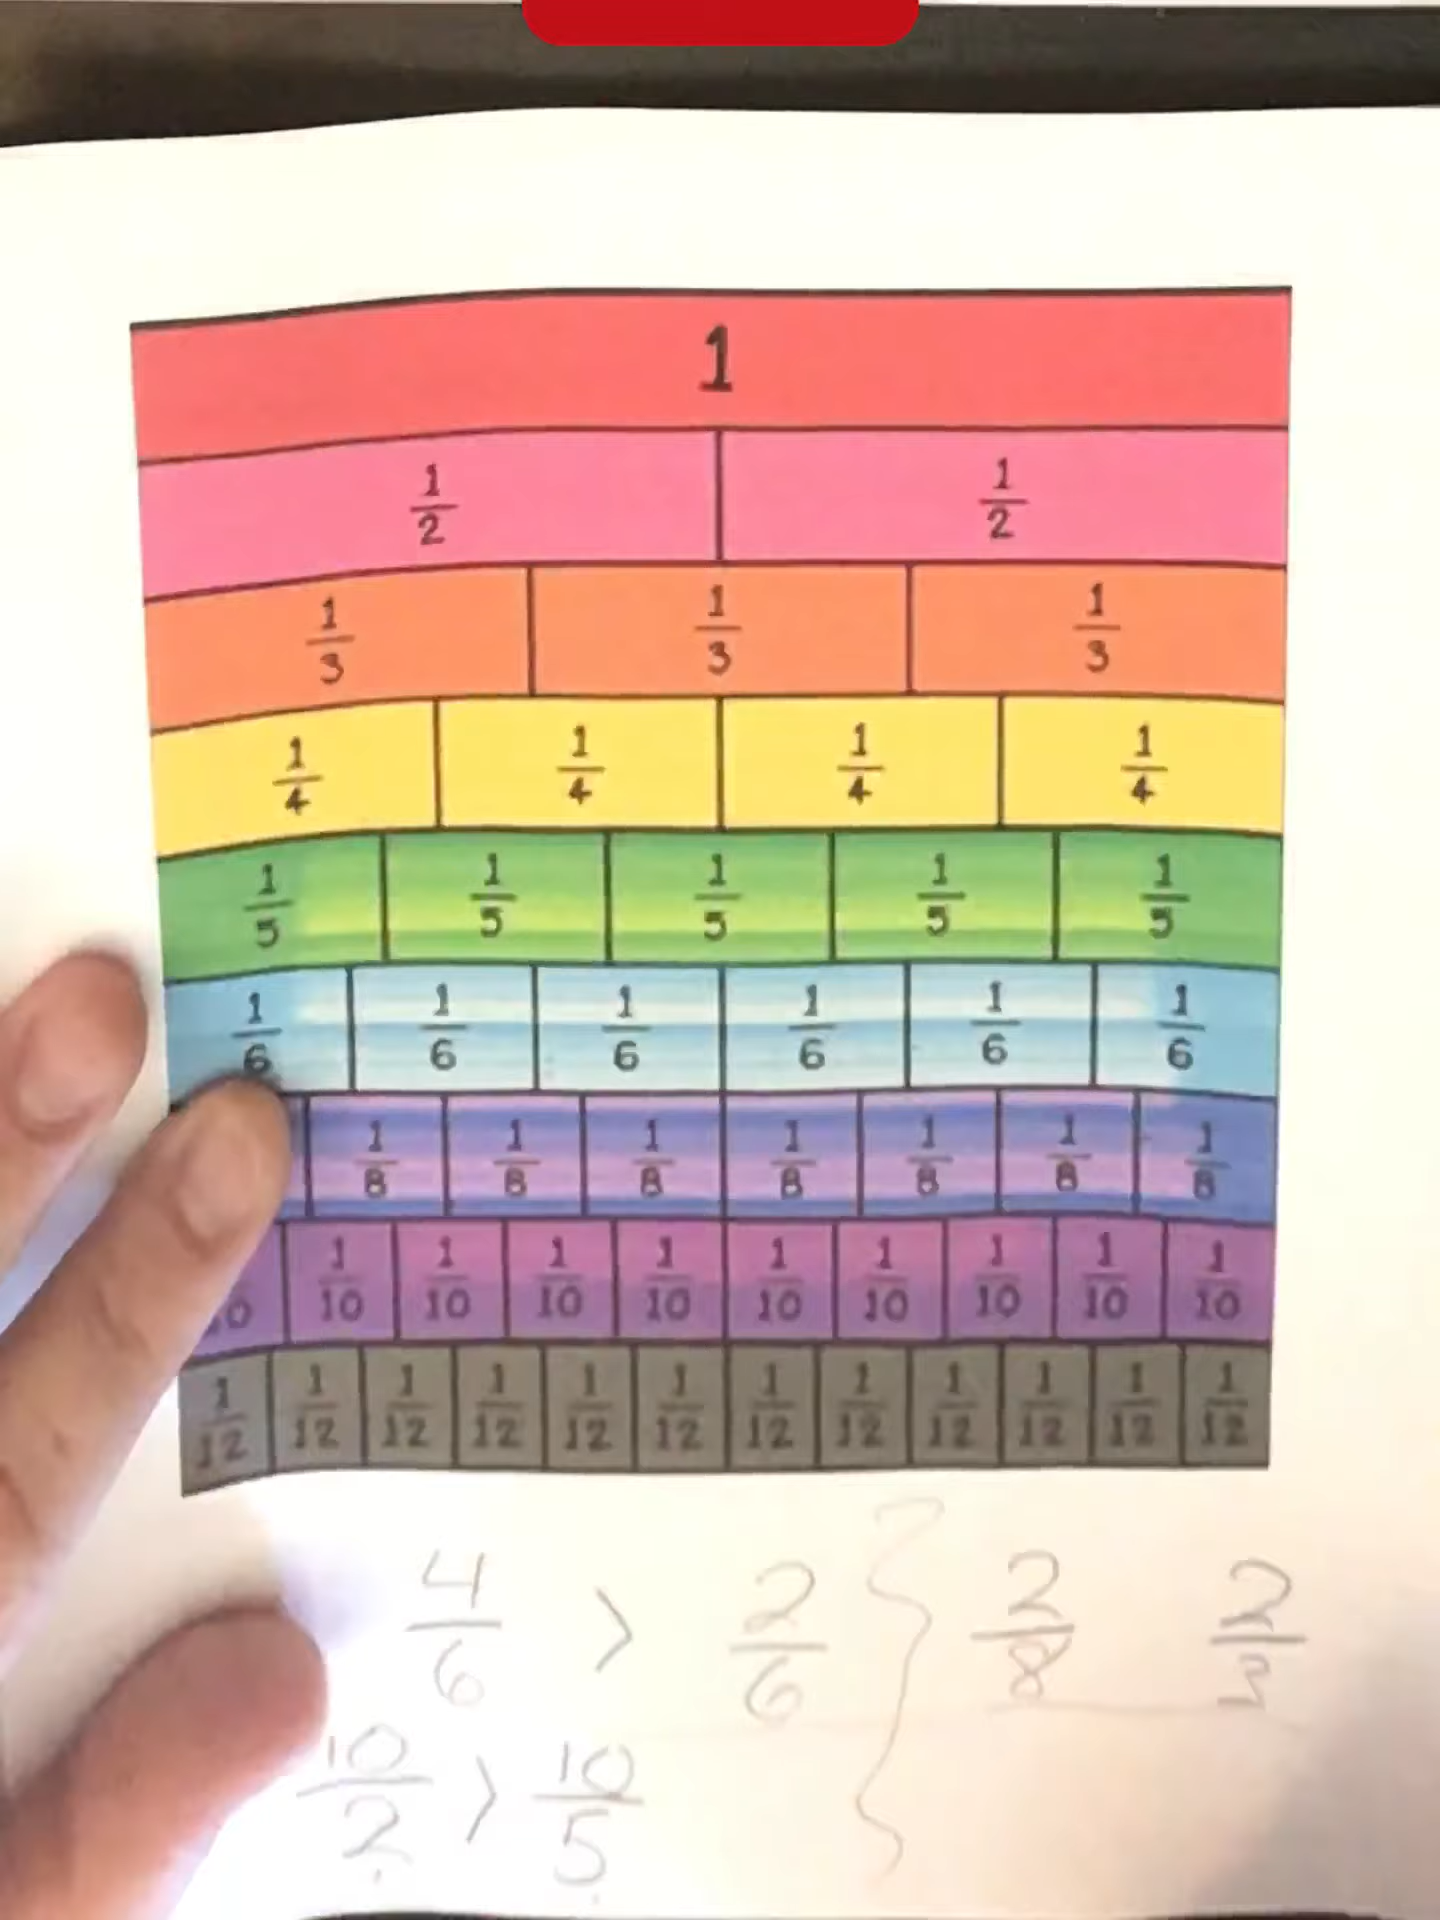 1
1/2 1/2
1/3 1/3 1/3
1/4 1/4 1/4 1/4
1/5 1/5 1/5 1/5 1/5
1/6 1/6 1/6 1/6 1/6 1/6
1/8 1/8 1/8 1/8 1/8 1/8 1/8
0 1/10 1/10 1/10 1/10 1/10 1/10 1/10 1/10 1/10
1/12 1/12 1/12 1/12 1/12 1/12 1/12 1/12 1/12 1/12 1/12 1/12
4/6 > 2/6 2/8
10/2 > 10/5